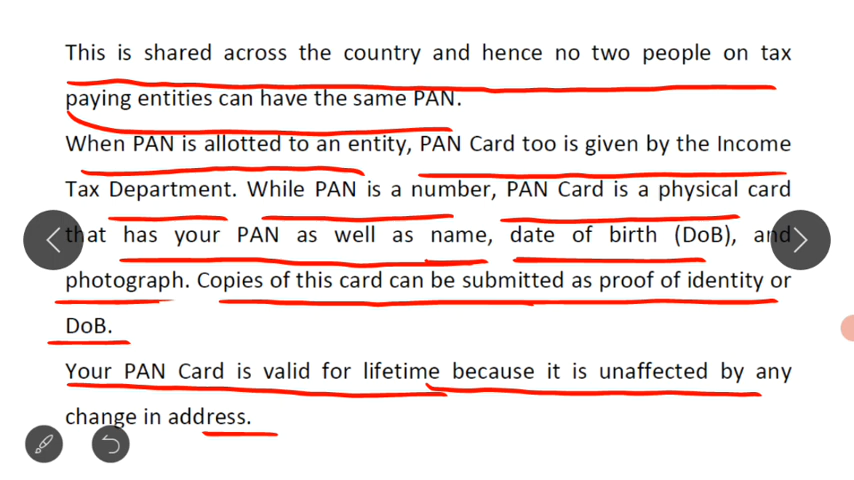 This is shared across the country and hence no two people on tax
paying entities can have the same PAN.
When PAN is allotted to an entity, PAN Card too is given by the Income
Tax Department. While PAN is a number, PAN Card is a physical card
that has your PAN as well as name, date of birth (DoB), and
photograph. Copies of this card can be submitted as proof of identity or
DoB.
Your PAN Card is valid for lifetime because it is unaffected by any
change in address.